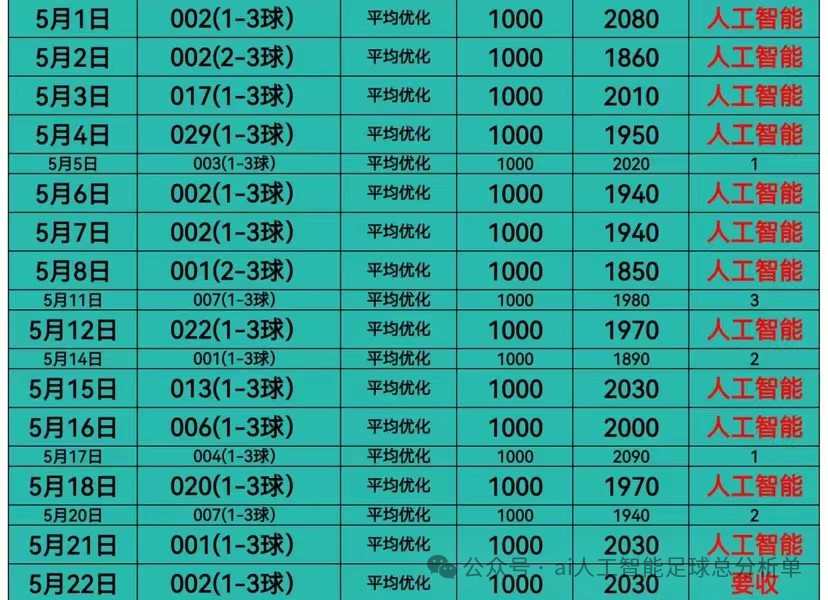 5月1日 002(1-3球) 平均优化 1000 2080 人工智能
5月2日 002(2-3球) 平均优化 1000 1860 人工智能
5月3日 017(1-3球) 平均优化 1000 2010 人工智能
5月4日 029(1-3球) 平均优化 1000 1950 人工智能
5月5日 003(1-3球) 平均优化 1000 2020 1
5月6日 002(1-3球) 平均优化 1000 1940 人工智能
5月7日 002(1-3球) 平均优化 1000 1940 人工智能
5月8日 001(2-3球) 平均优化 1000 1850 人工智能
5月11日 007(1-3球) 平均优化 1000 1980 3
5月12日 022(1-3球) 平均优化 1000 1970 人工智能
5月14日 001(1-3球) 平均优化 1000 1890 2
5月15日 013(1-3球) 平均优化 1000 2030 人工智能
5月16日 006(1-3球) 平均优化 1000 2000 人工智能
5月17日 004(1-3球) 平均优化 1000 2090 1
5月18日 020(1-3球) 平均优化 1000 1970 人工智能
5月20日 007(1-3球) 平均优化 1000 1940 2
5月21日 001(1-3球) 平均优化 1000 2030 人工智能
公众号·ai人工智能足球总分析单
5月22日 002(1-3球) 平均优化 1000 2030 要收